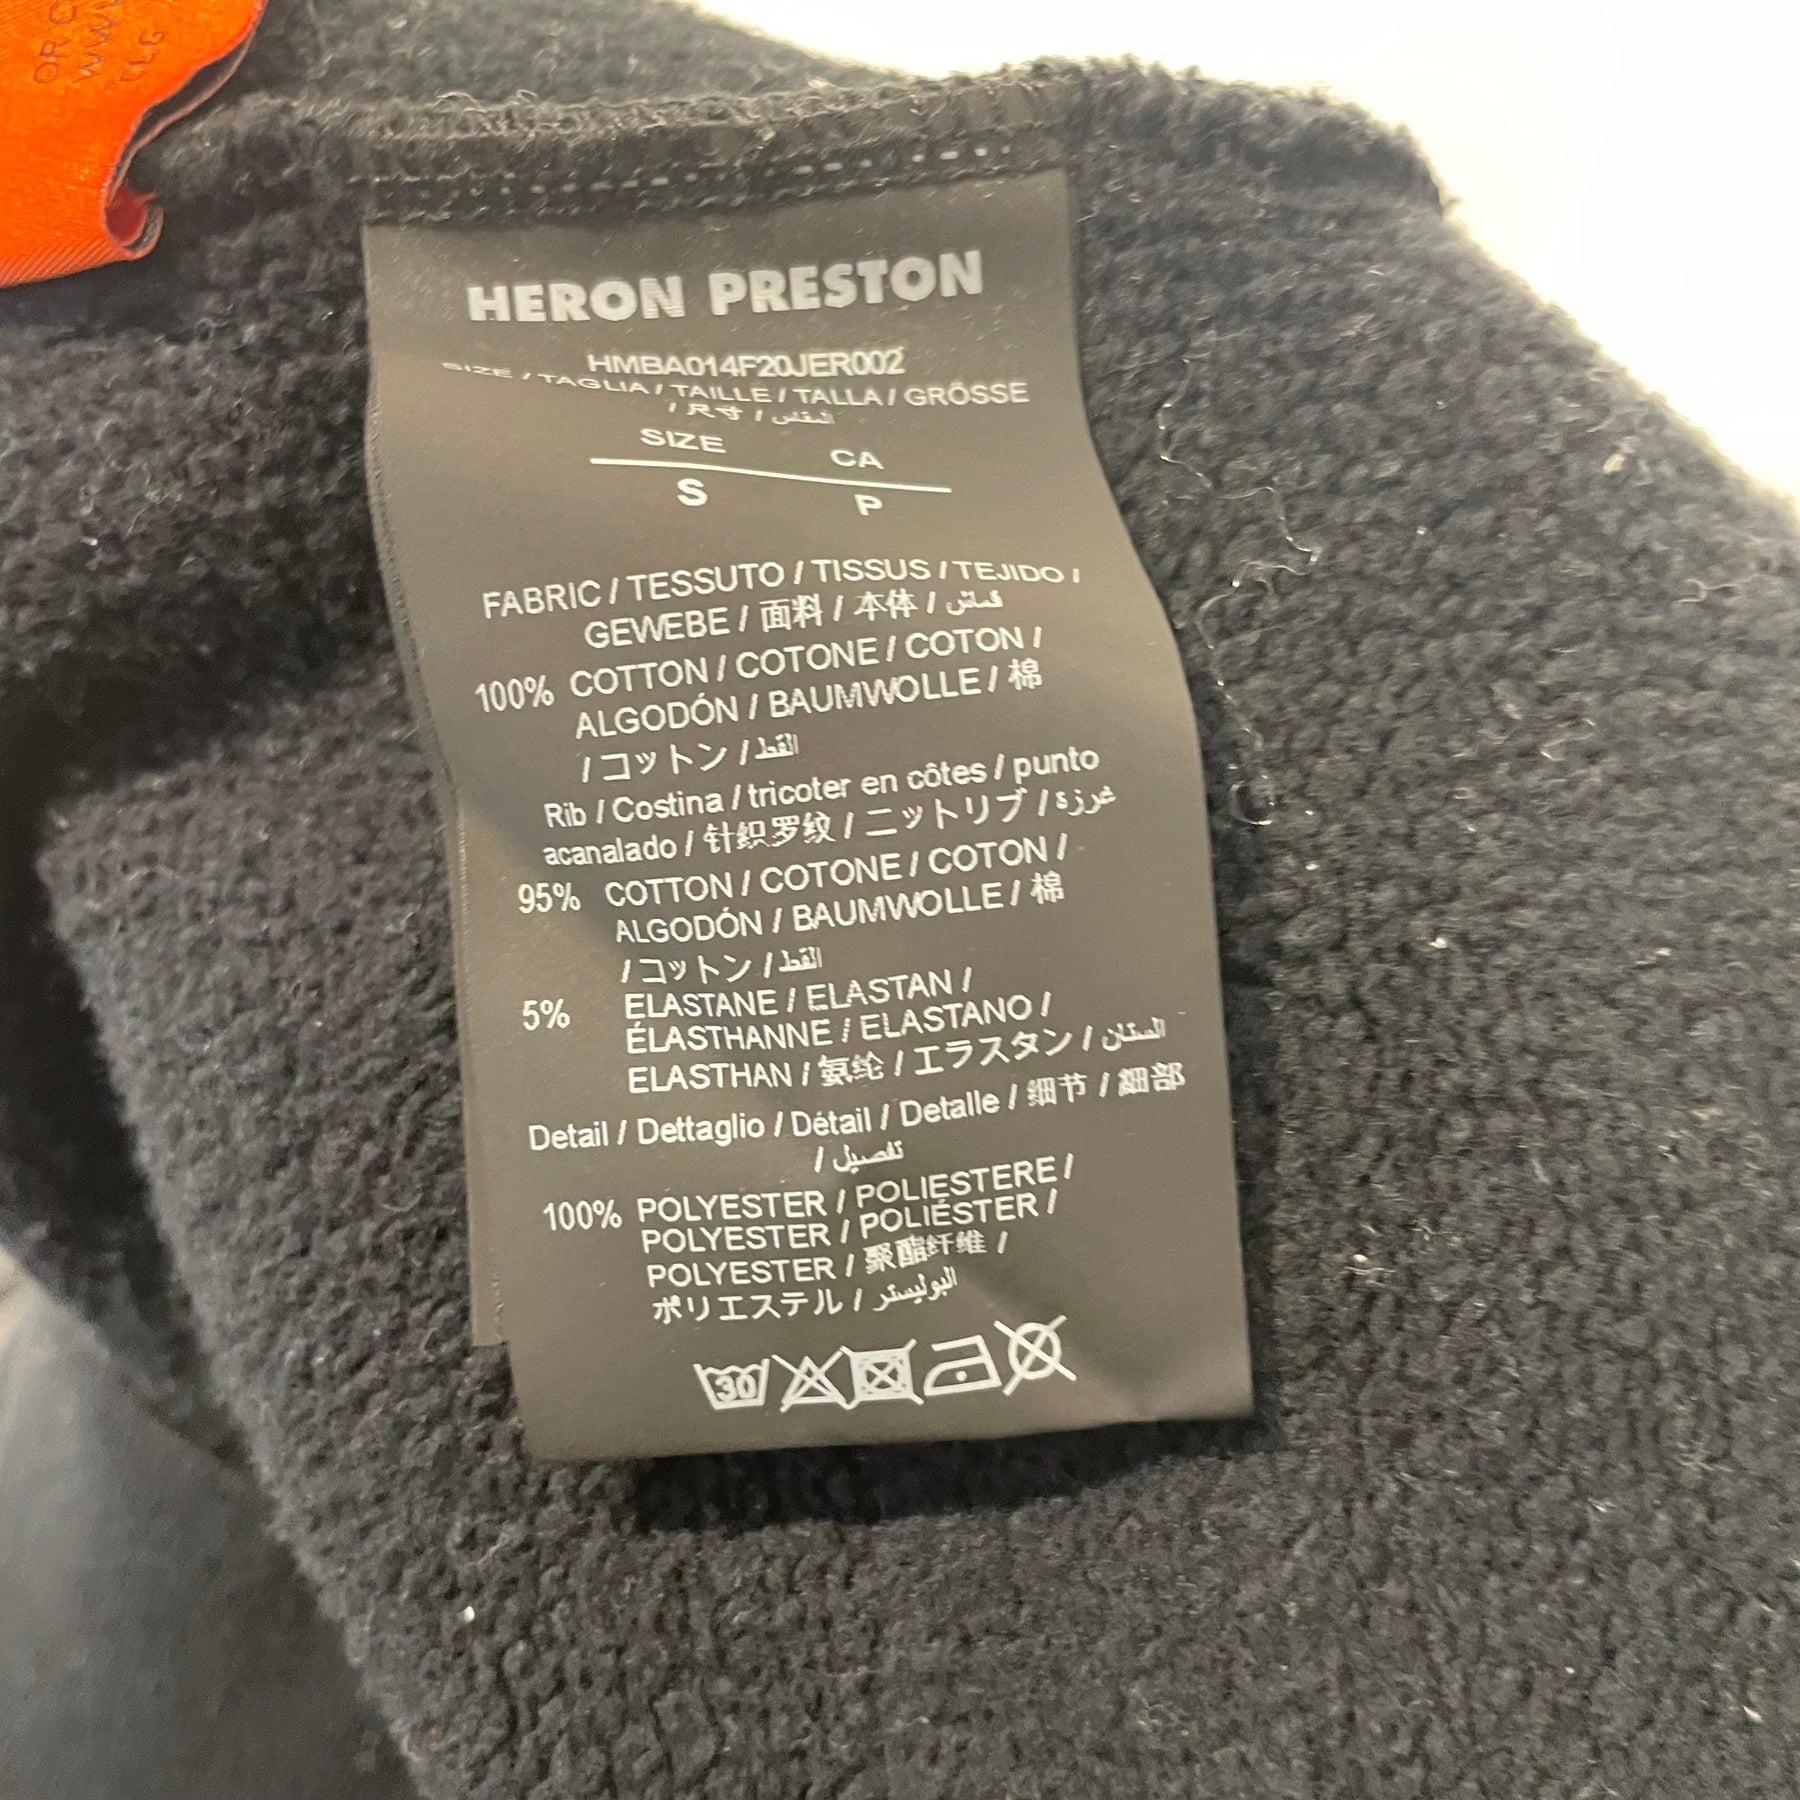 OR C
WWW
LLG
HERON PRESTON
HMBA014F20JER002
SIZE / TAGLIA / TAILLE / TALLA / GRÖSSE
/ 尺寸 / المقاس
SIZE CA
S P
FABRIC / TESSUTO / TISSUS / TEJIDO /
GEWEBE / 面料 / 本体 / قماش
100% COTTON / COTONE / COTON /
ALGODÓN / BAUMWOLLE / 棉
/ コットン / القط
Rib / Costina / tricoter en côtes / punto
acanalado / 针织罗纹 / ニットリブ / غرزة
95% COTTON / COTONE / COTON /
ALGODÓN / BAUMWOLLE / 棉
/ コットン / القط
5% ELASTANE / ELASTAN /
ÉLASTHANNE / ELASTANO /
ELASTHAN / 氨纶 / エラスタン / الستان
Detail / Dettaglio / Détail / Detalle / 细节 / 細部
/ تفصيل
100% POLYESTER / POLIESTERE /
POLYESTER / POLIÉSTER /
POLYESTER / 聚酯纤维 /
ポリエステル / البوليستر
30